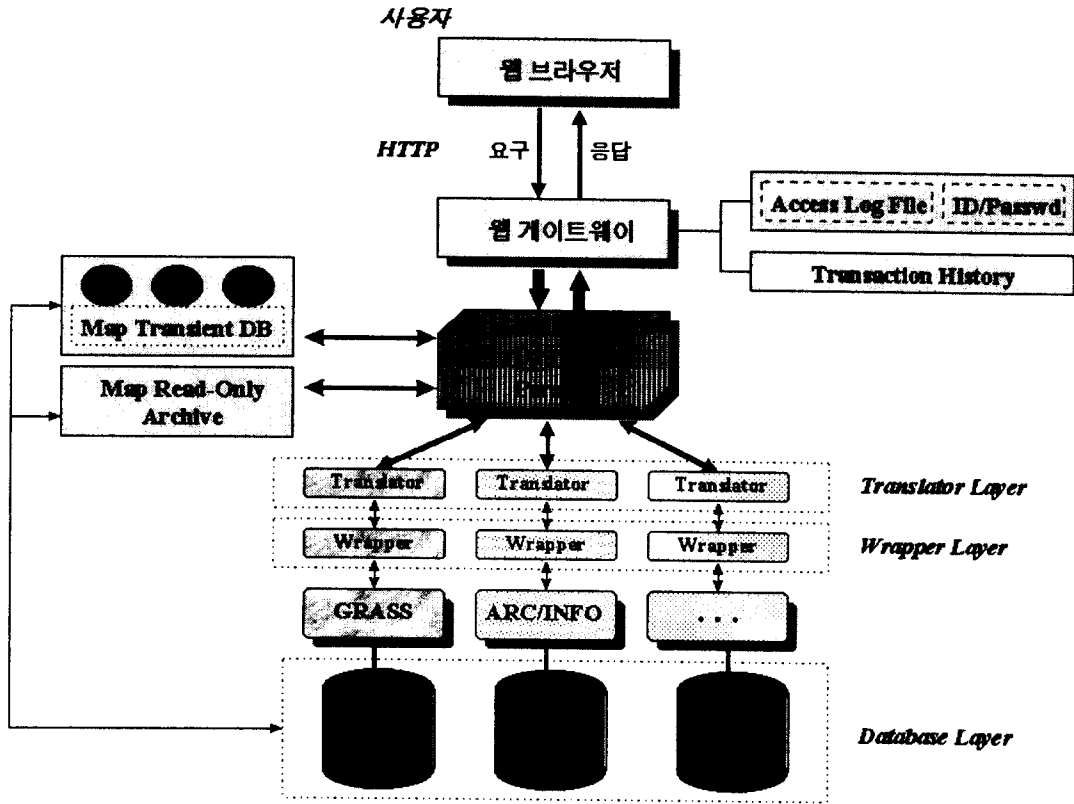 사용자
웹 브라우저
HTTP
요구
응답
웹 게이트웨이
Access Log File
ID/Passwd
Transaction History
Map Transient DB
Map Read-Only
Archive
Translator
Translator
Translator
Translator Layer
Wrapper
Wrapper
Wrapper
Wrapper Layer
GRASS
ARC/INFO
...
Database Layer